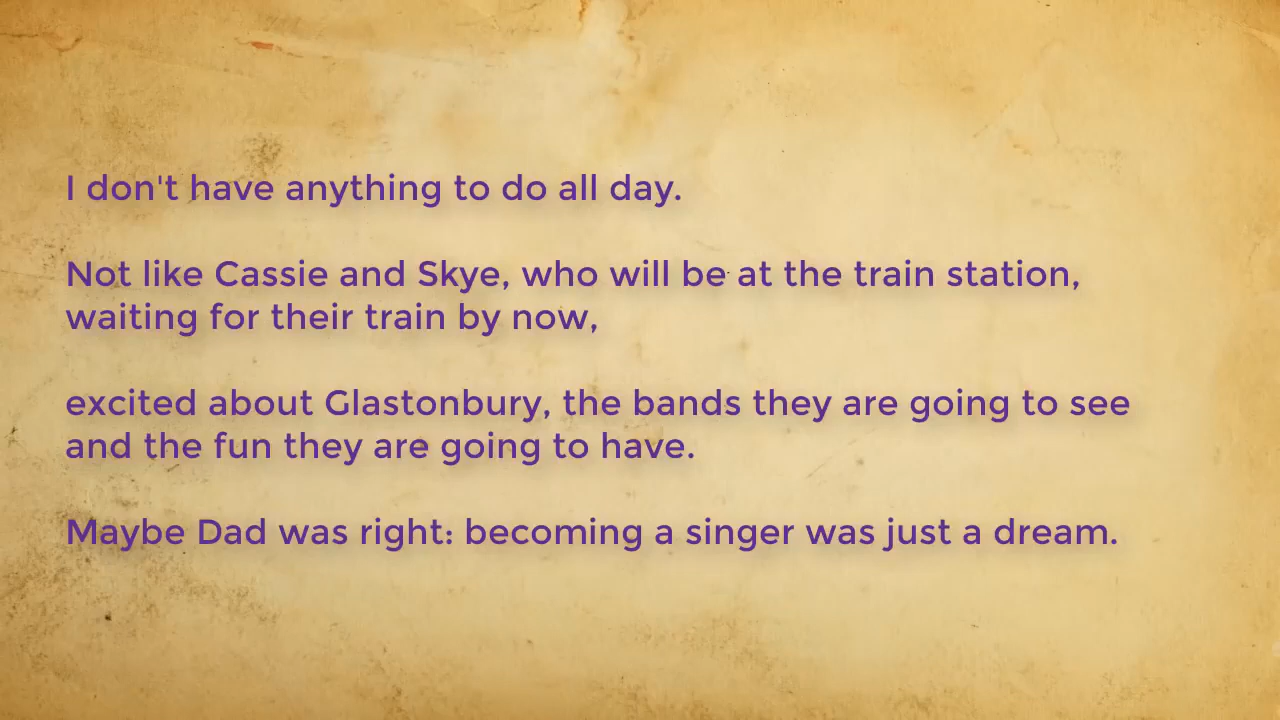 I don't have anything to do all day.
Not like Cassie and Skye, who will be at the train station,
waiting for their train by now,
excited about Glastonbury, the bands they are going to see
and the fun they are going to have.
Maybe Dad was right: becoming a singer was just a dream.